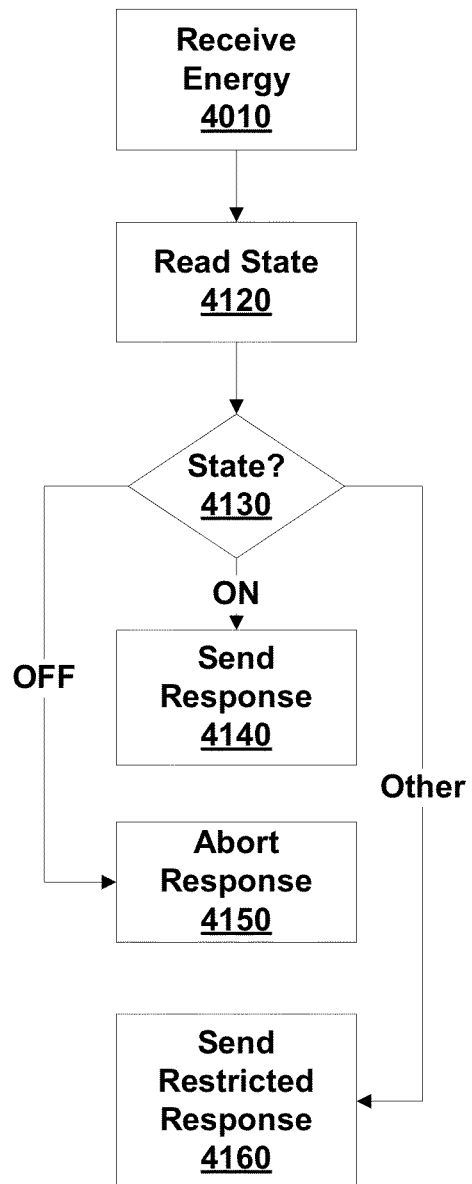 Receive
Energy
4010
Read State
4120
State?
4130
ON
OFF
Send
Response
4140
Other
Abort
Response
4150
Send
Restricted
Response
4160